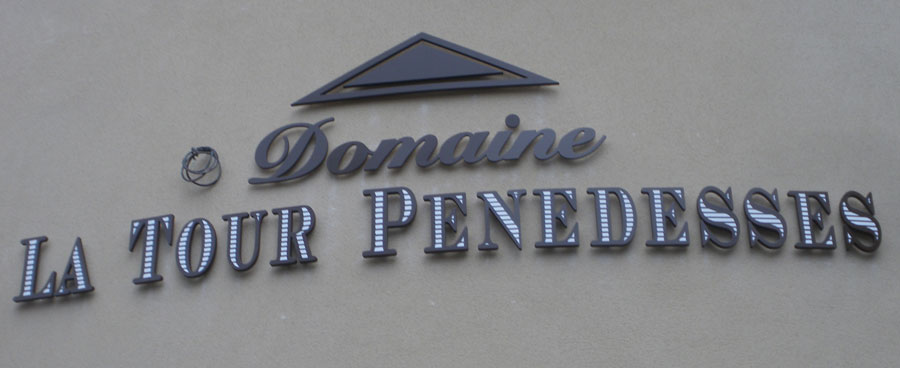 Domaine
LA TOUR PENEDESSES